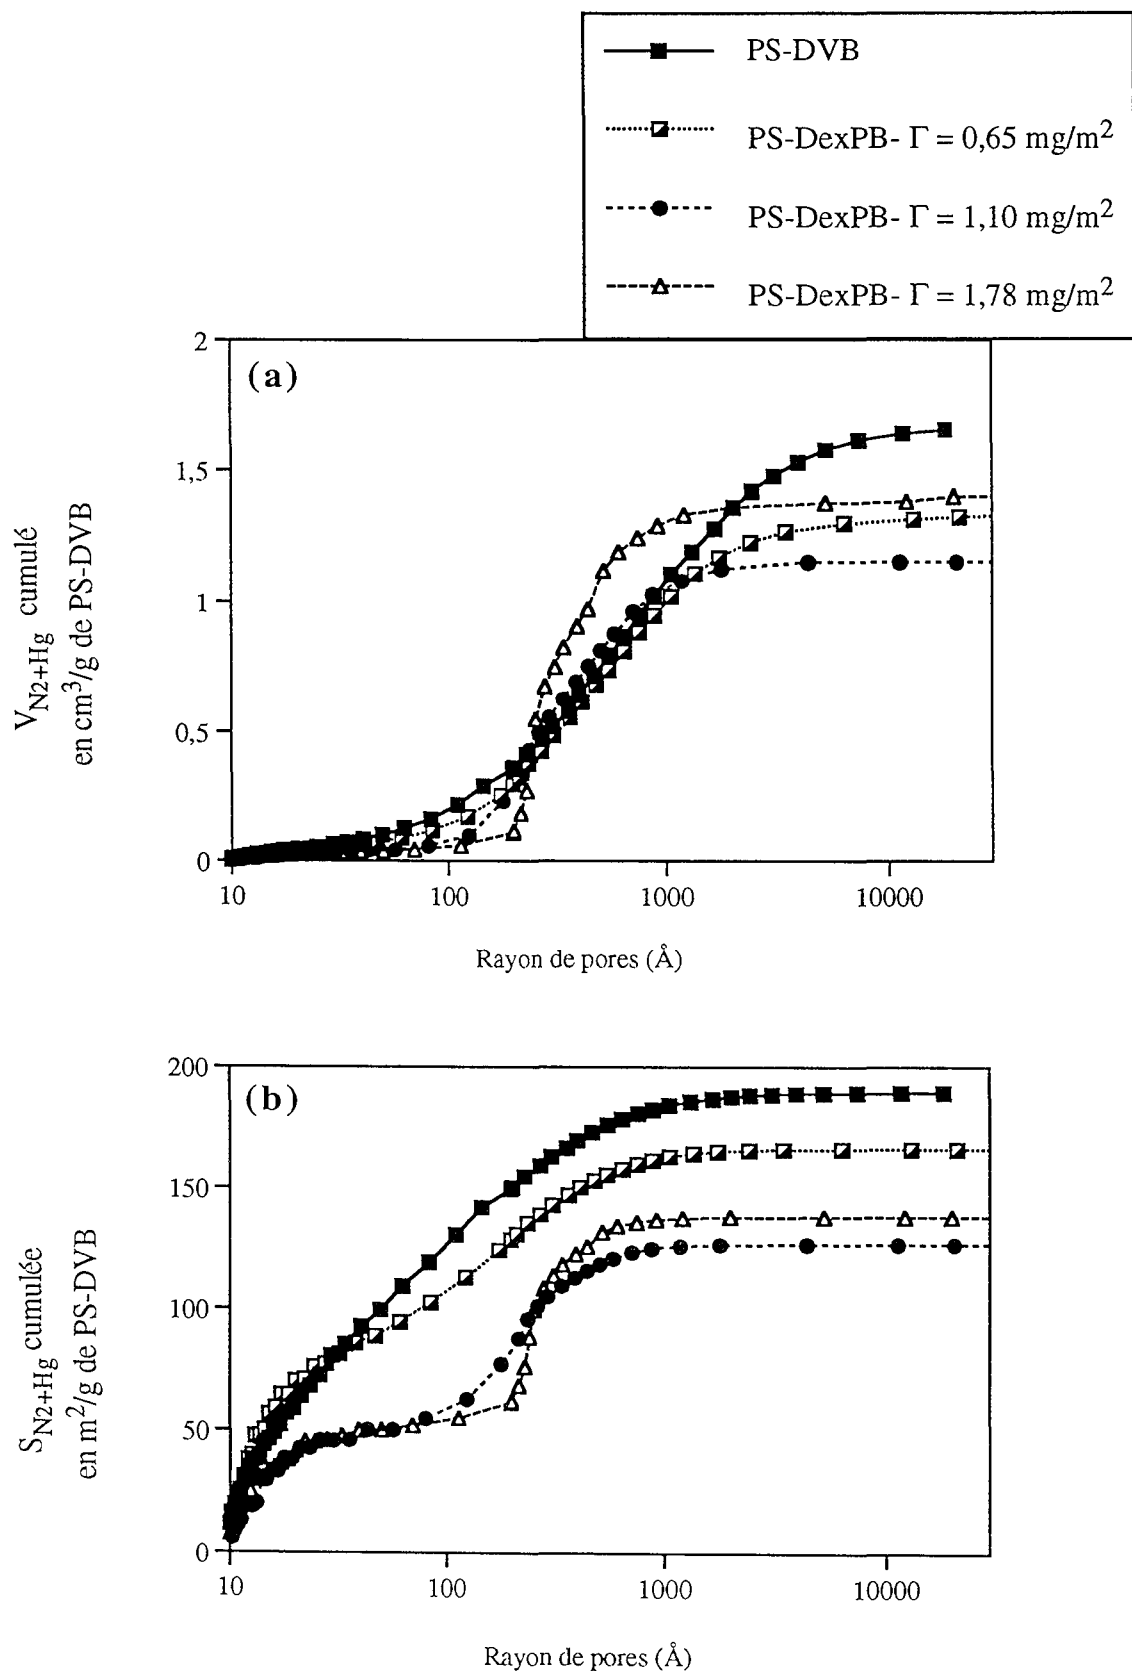 PS-DVB
PS-DexPB- Γ = 0,65 mg/m²
PS-DexPB- Γ = 1,10 mg/m²
PS-DexPB- Γ = 1,78 mg/m²
(a)
V_N2+Hg cumulé
en cm³/g de PS-DVB
2
1,5
1
0,5
0
10 100 1000 10000
Rayon de pores (Å)
(b)
S_N2+Hg cumulée
en m²/g de PS-DVB
200
150
100
50
0
10 100 1000 10000
Rayon de pores (Å)